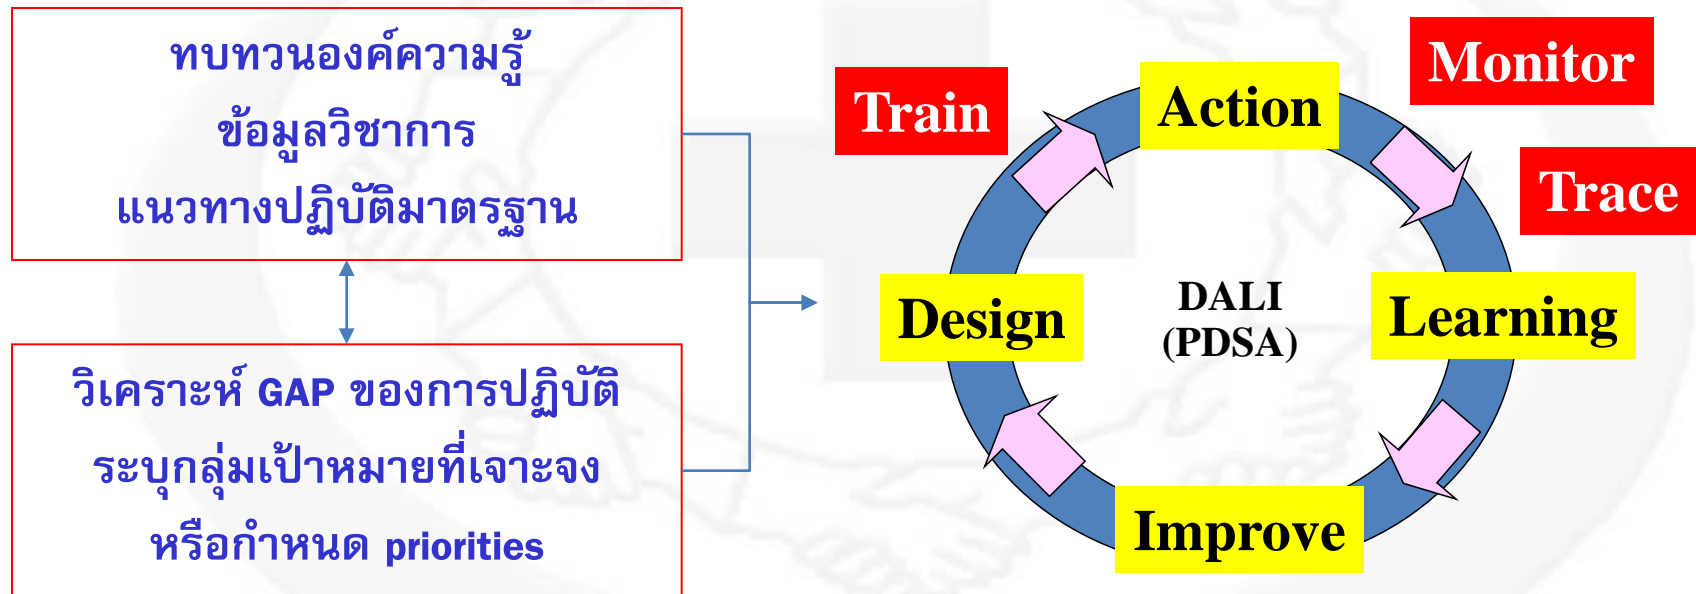 ทบทวนองค์ความรู้
ข้อมูลวิชาการ
แนวทางปฏิบัติมาตรฐาน
วิเคราะห์ GAP ของการปฏิบัติ
ระบุกลุ่มเป้าหมายที่เจาะจง
หรือกำหนด priorities
Train
Action
Monitor
Trace
Design
DALI
(PDSA)
Learning
Improve